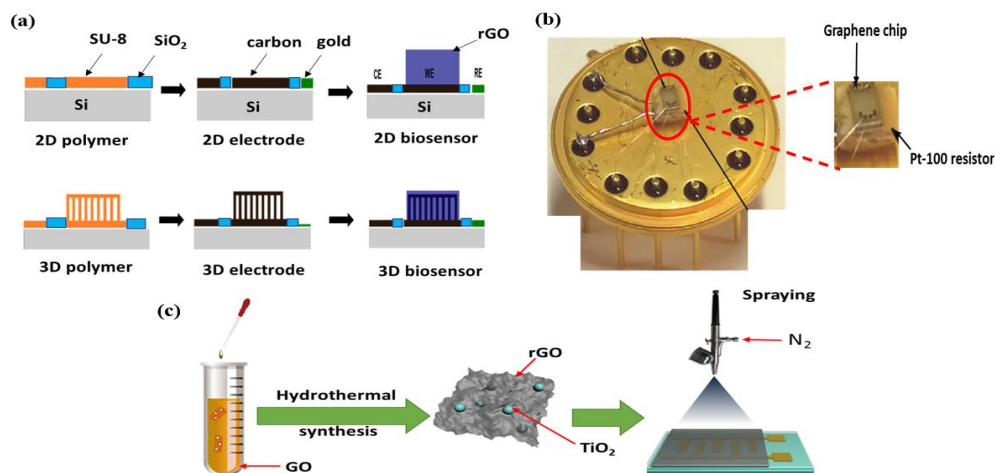 (a)
SU-8
SiO2
carbon
gold
rGO
CE
WE
RE
Si
Si
Si
2D polymer
2D electrode
2D biosensor
3D polymer
3D electrode
3D biosensor
(b)
Graphene chip
Pt-100 resistor
(c)
GO
Hydrothermal
synthesis
rGO
TiO2
Spraying
N2